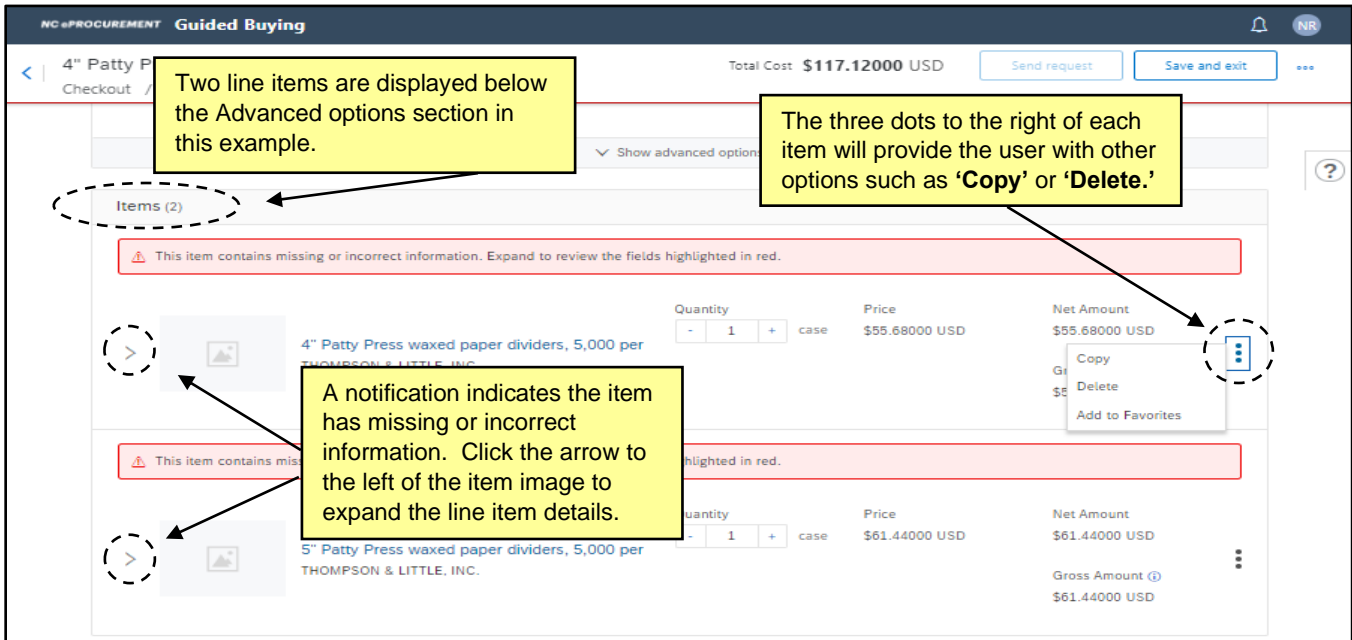 NC ePROCUREMENT Guided Buying
NR
4" Patty P
Total Cost $117.12000 USD
Send request
Save and exit
Checkout /
Two line items are displayed below
the Advanced options section in
this example.
The three dots to the right of each
item will provide the user with other
options such as ‘Copy’ or ‘Delete.’
Show advanced option
?
Items (2)
This item contains missing or incorrect information. Expand to review the fields highlighted in red.
Quantity
Price
Net Amount
- 1 + case
$55.68000 USD
$55.68000 USD
4" Patty Press waxed paper dividers, 5,000 per
THOMPSON & LITTLE, INC.
Copy
Delete
Add to Favorites
A notification indicates the item
has missing or incorrect
information. Click the arrow to
the left of the item image to
expand the line item details.
This item contains mis
hlighted in red.
uantity
Price
Net Amount
- 1 + case
$61.44000 USD
$61.44000 USD
5" Patty Press waxed paper dividers, 5,000 per
THOMPSON & LITTLE, INC.
Gross Amount
$61.44000 USD